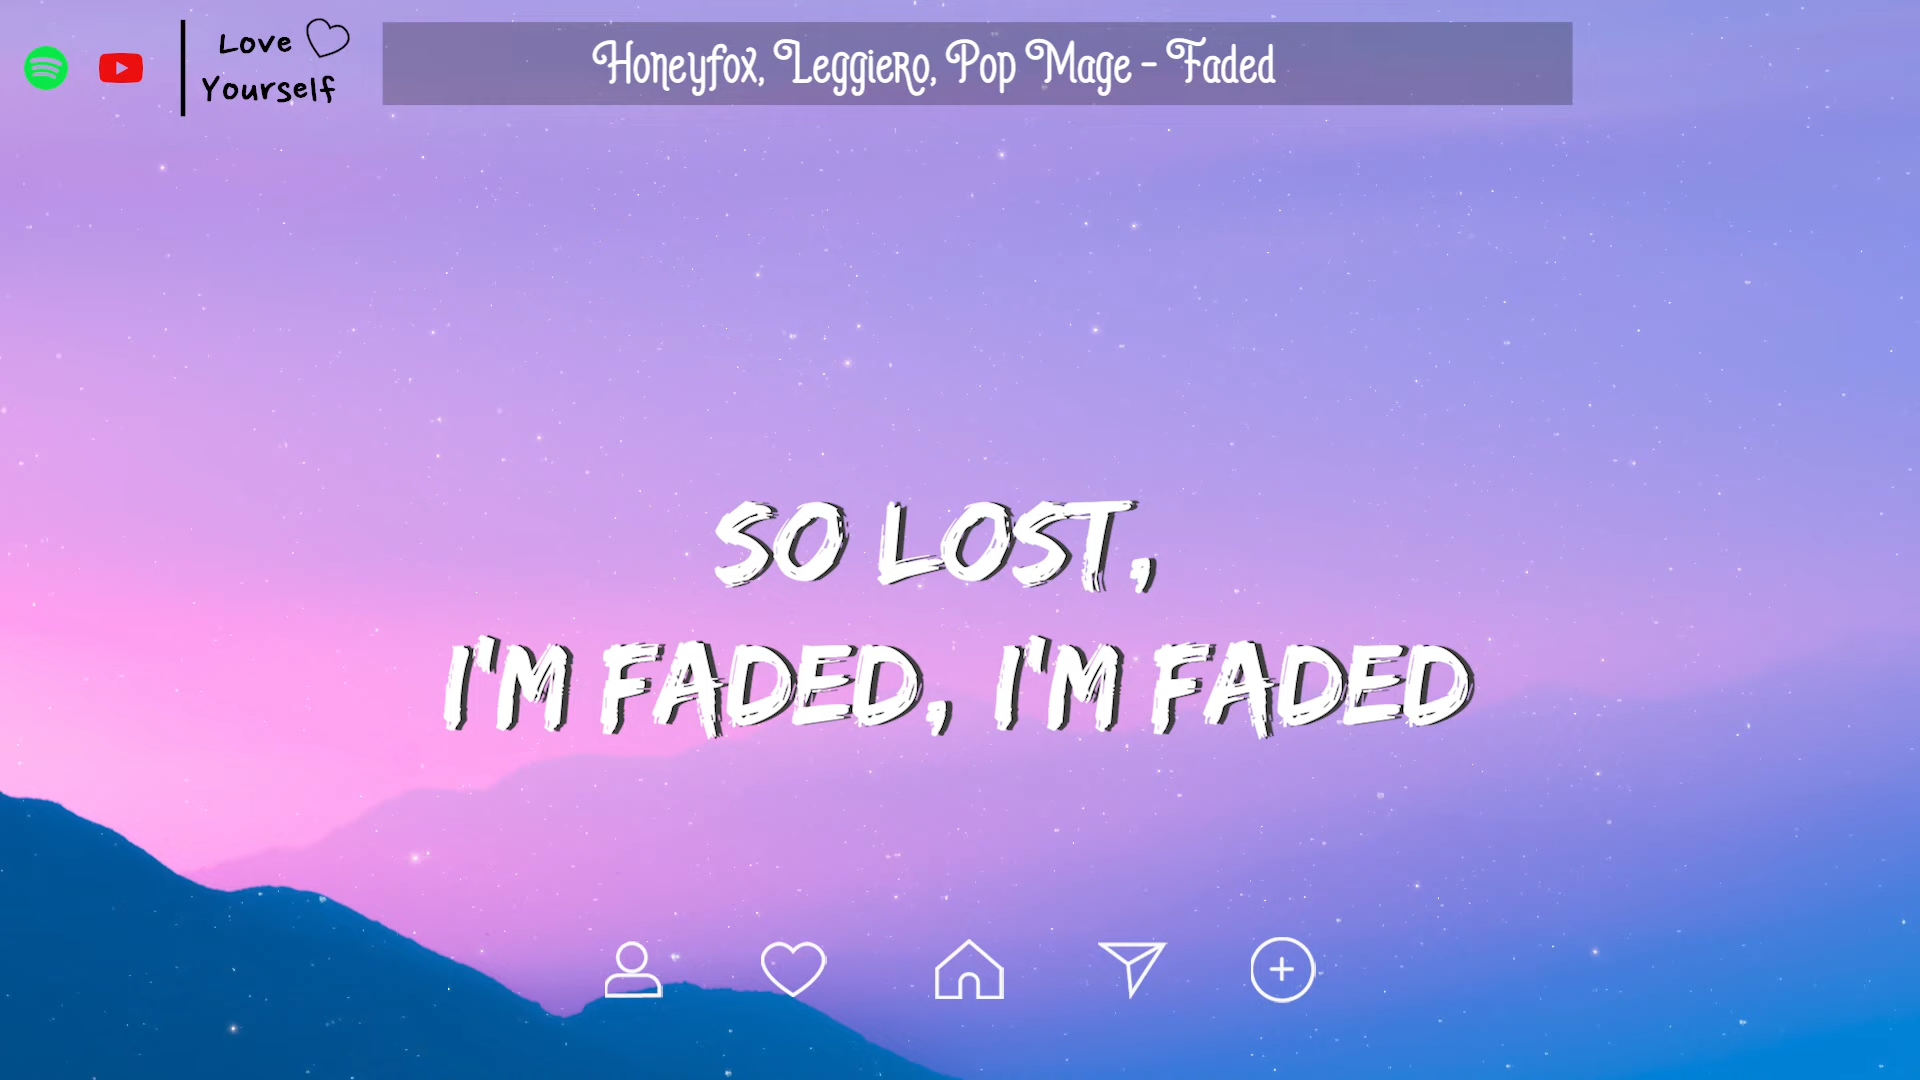 Love
Yourself
Honeyfox, Leggiero, Pop Mage - Faded
SO LOST,
I'M FADED, I'M FADED